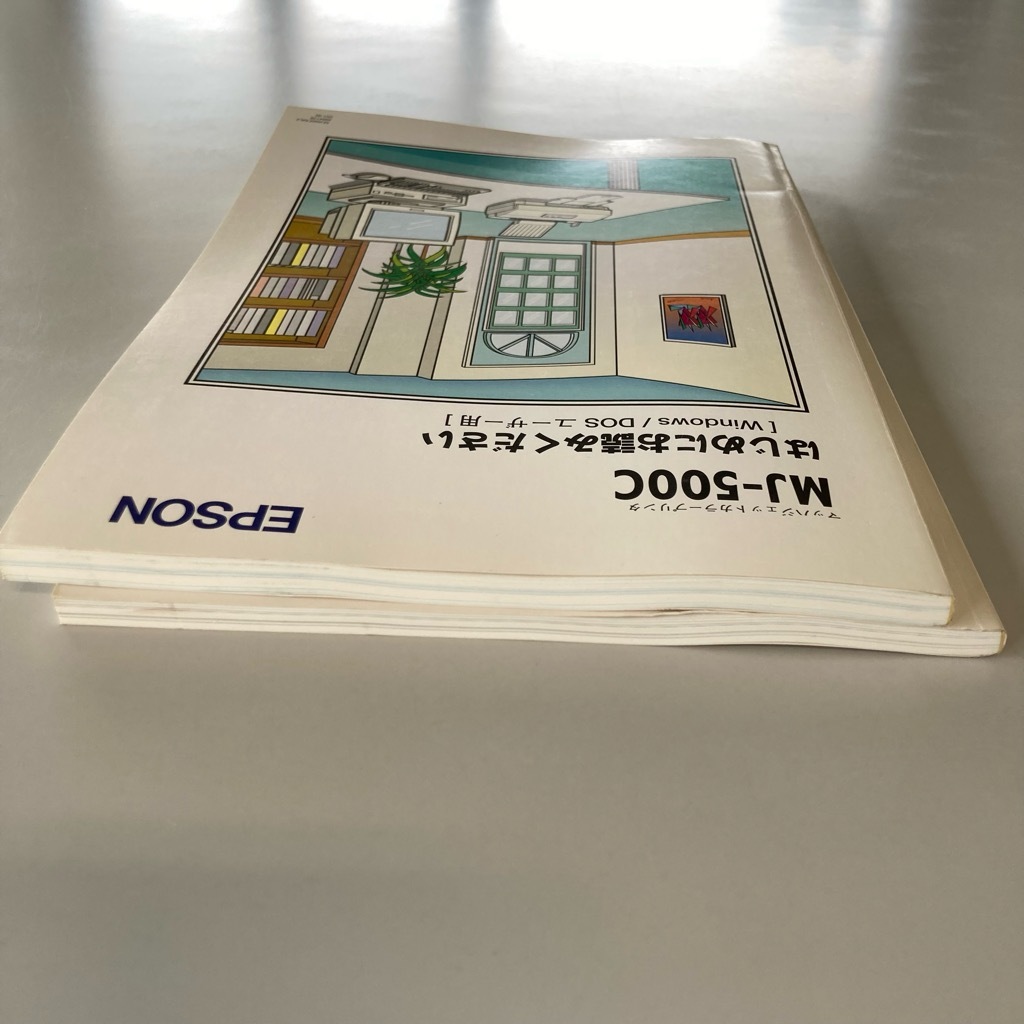 マッハジェットカラープリンタ
MJ-500C
はじめにお読みください
[ Windows / DOS ユーザー用 ]
EPSON